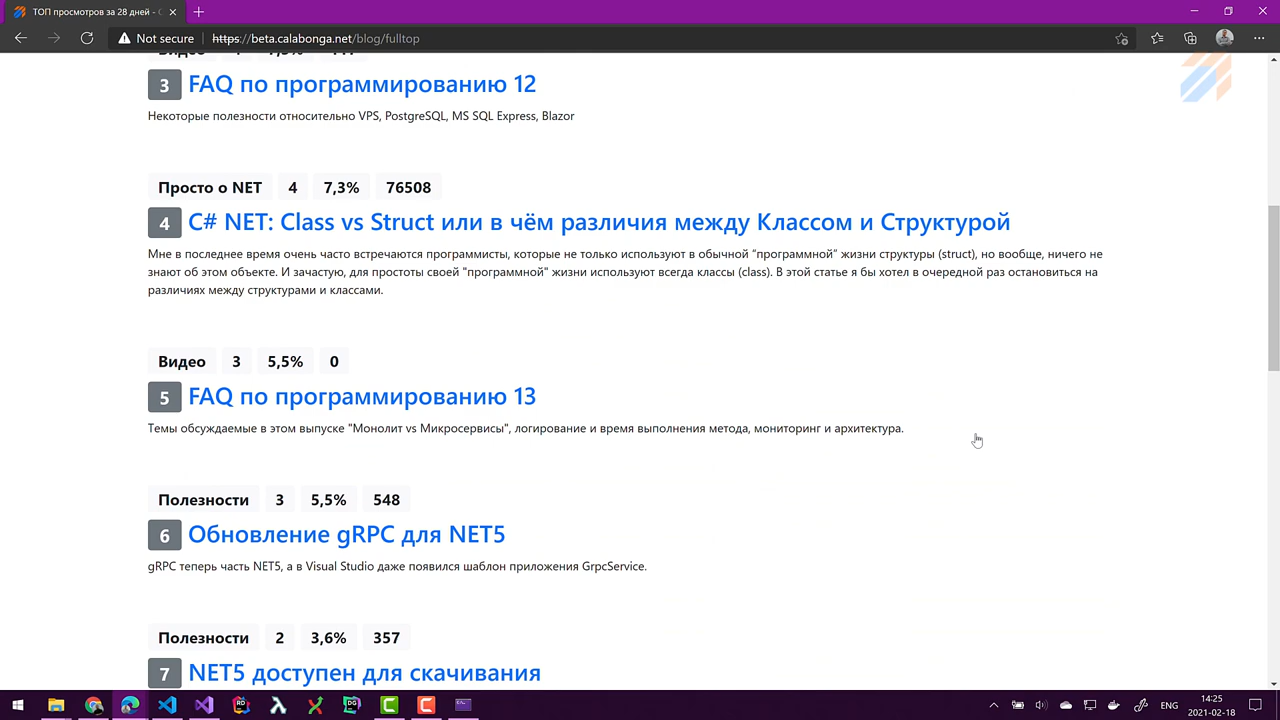 ТОП просмотров за 28 дней - C
Not secure
https://beta.calabonga.net/blog/fulltop
3 FAQ по программированию 12
Некоторые полезности относительно VPS, PostgreSQL, MS SQL Express, Blazor
Просто о NET 4 7,3% 76508
4 C# NET: Class vs Struct или в чём различия между Классом и Структурой
Мне в последнее время очень часто встречаются программисты, которые не только используют в обычной “программной” жизни структуры (struct), но вообще, ничего не
знают об этом объекте. И зачастую, для простоты своей "программной" жизни используют всегда классы (class). В этой статье я бы хотел в очередной раз остановиться на
различиях между структурами и классами.
Видео 3 5,5% 0
5 FAQ по программированию 13
Темы обсуждаемые в этом выпуске "Монолит vs Микросервисы", логирование и время выполнения метода, мониторинг и архитектура.
Полезности 3 5,5% 548
6 Обновление gRPC для NET5
gRPC теперь часть NET5, а в Visual Studio даже появился шаблон приложения GrpcService.
Полезности 2 3,6% 357
7 NET5 доступен для скачивания
ENG
14:25
2021-02-18